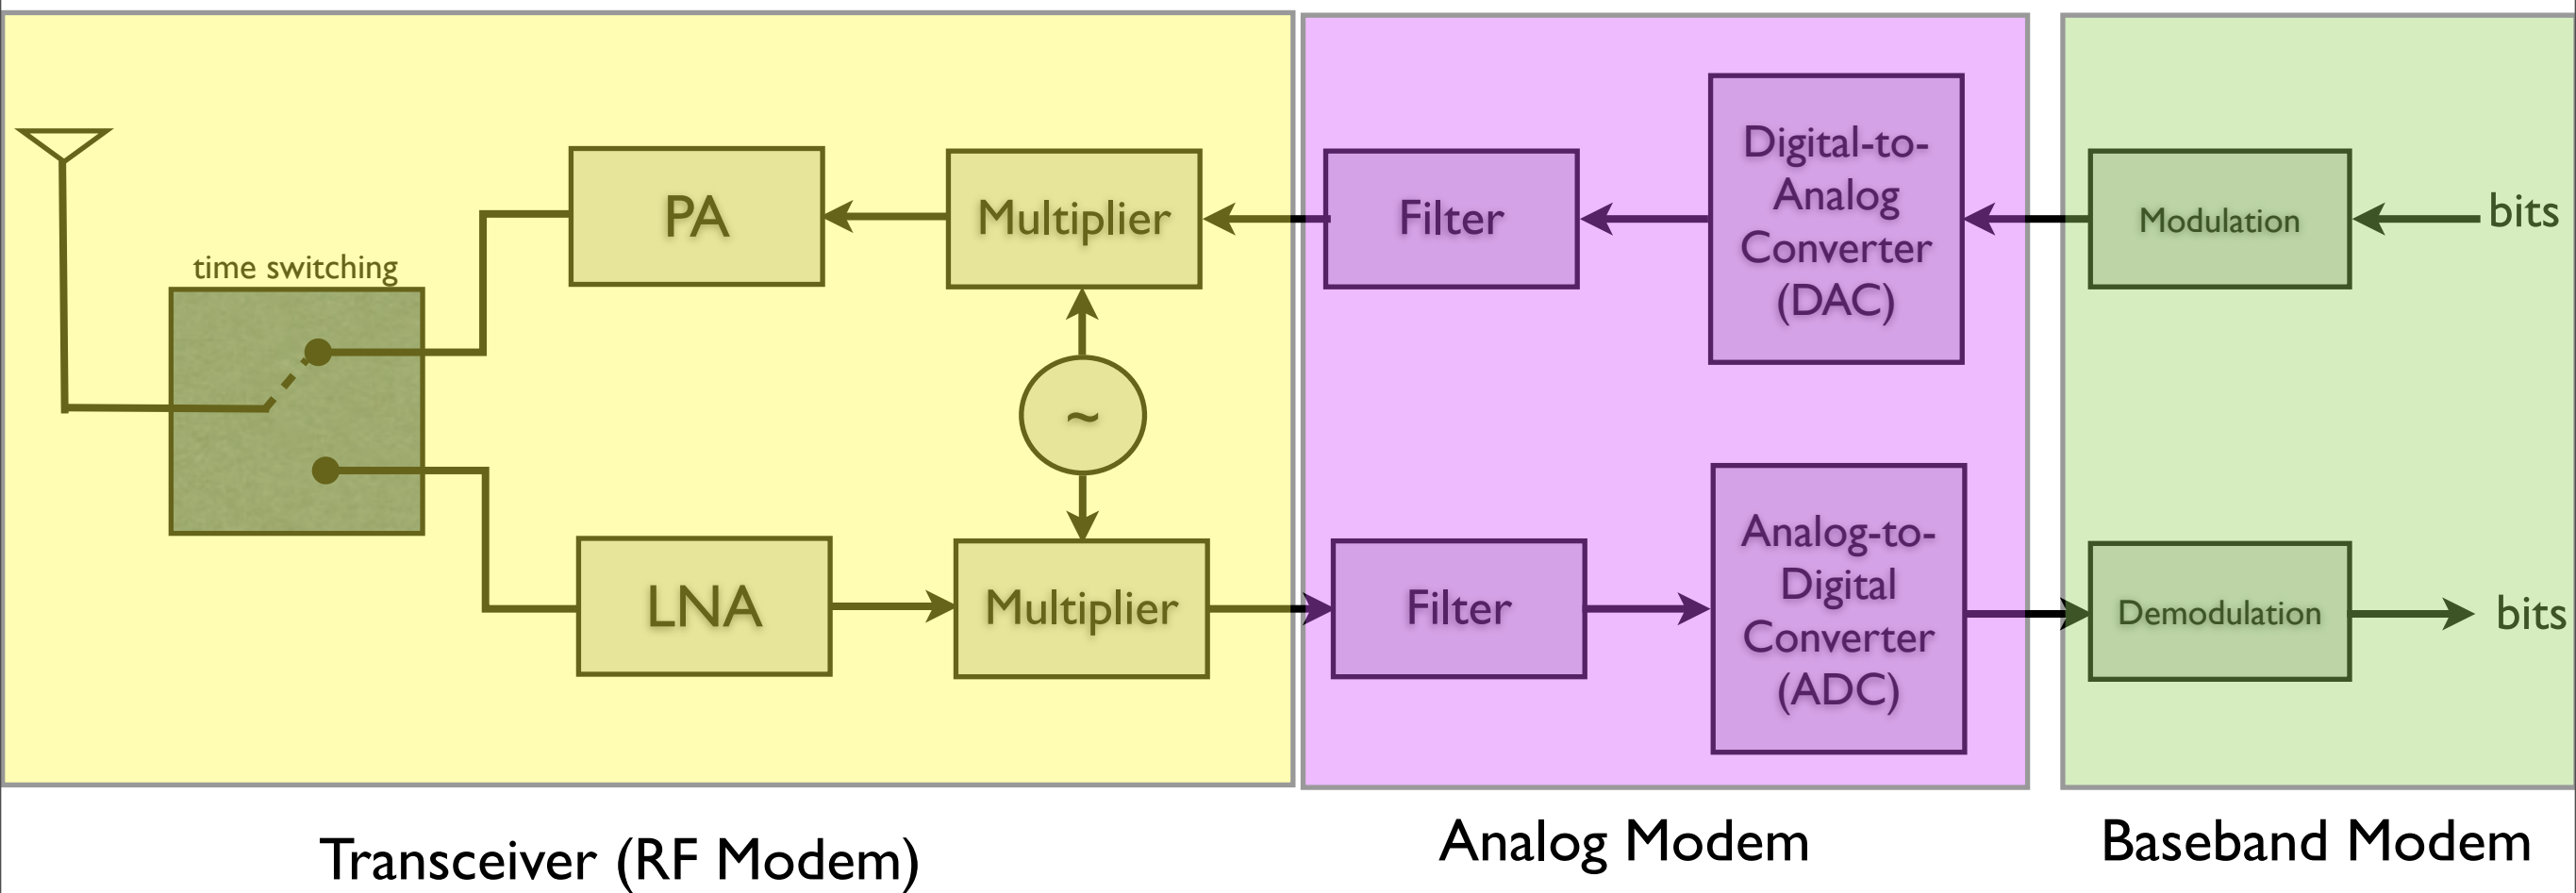 time switching
PA
Multiplier
~
LNA
Multiplier
Filter
Digital-to-
Analog
Converter
(DAC)
Filter
Analog-to-
Digital
Converter
(ADC)
Modulation
bits
Demodulation
bits
Transceiver (RF Modem)
Analog Modem
Baseband Modem